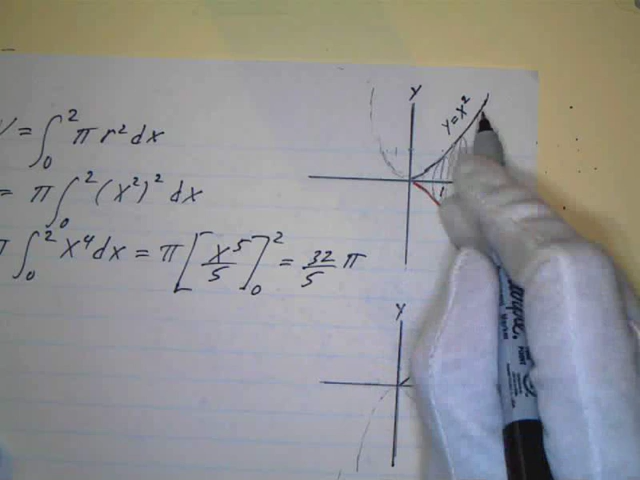 V = ∫₀² π r² dx
= π ∫₀² (x²)² dx
π ∫₀² x⁴ dx = π [x⁵/5]₀² = 32/5 π
Y
y = x²
Y
Sharpie